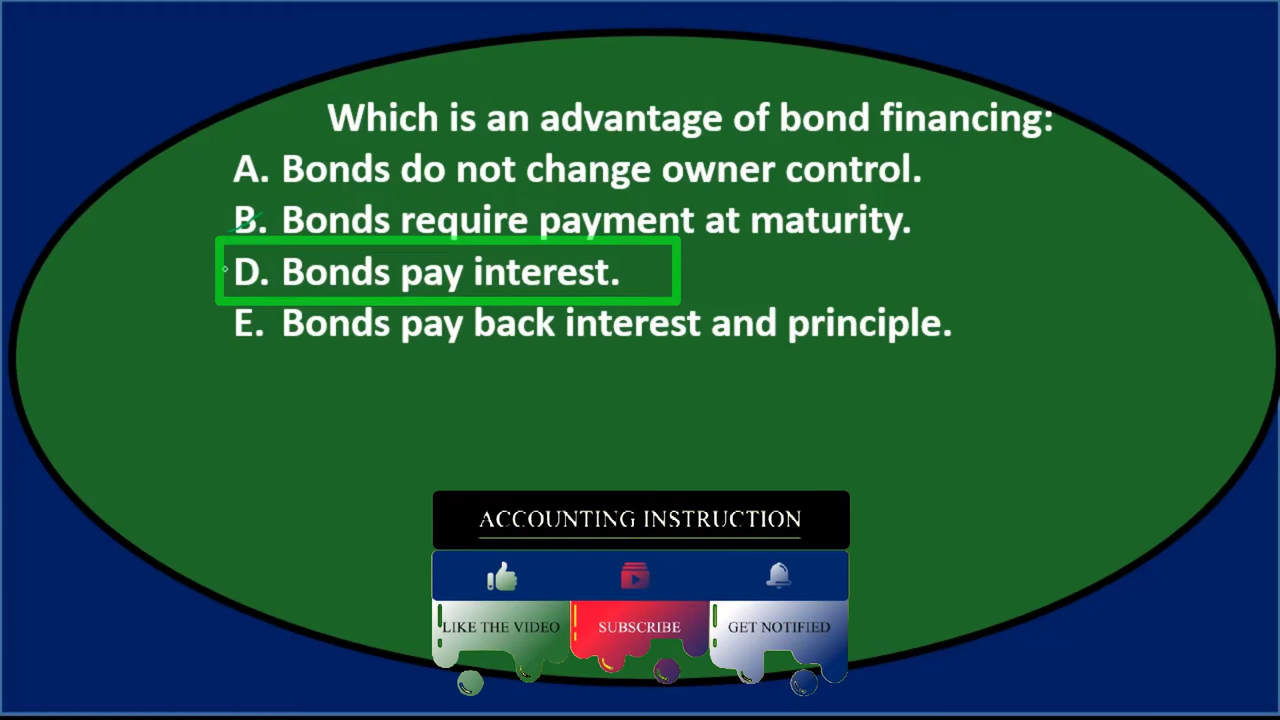 Which is an advantage of bond financing:
A. Bonds do not change owner control.
B. Bonds require payment at maturity.
D. Bonds pay interest.
E. Bonds pay back interest and principle.
ACCOUNTING INSTRUCTION
LIKE THE VIDEO SUBSCRIBE GET NOTIFIED